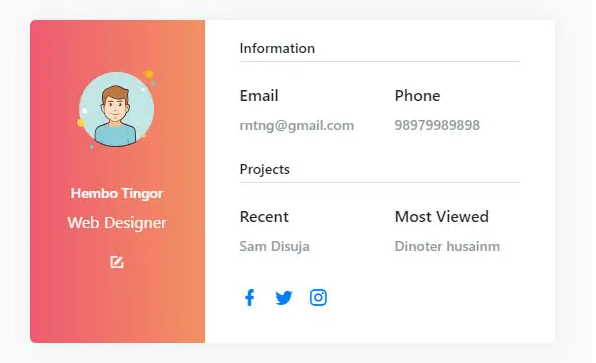 Hembo Tingor
Web Designer
Information
Email Phone
rntng@gmail.com 98979989898
Projects
Recent Most Viewed
Sam Disuja Dinoter husainm